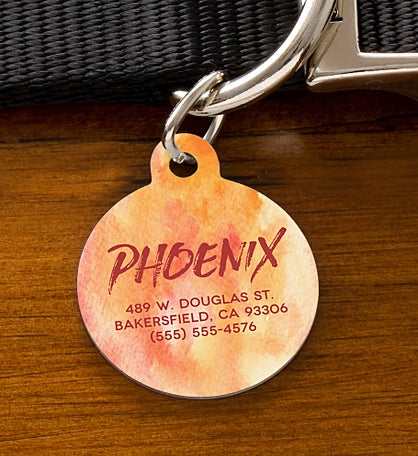 PHOENIX
489 W. DOUGLAS ST.
BAKERSFIELD, CA 93306
(555) 555-4576